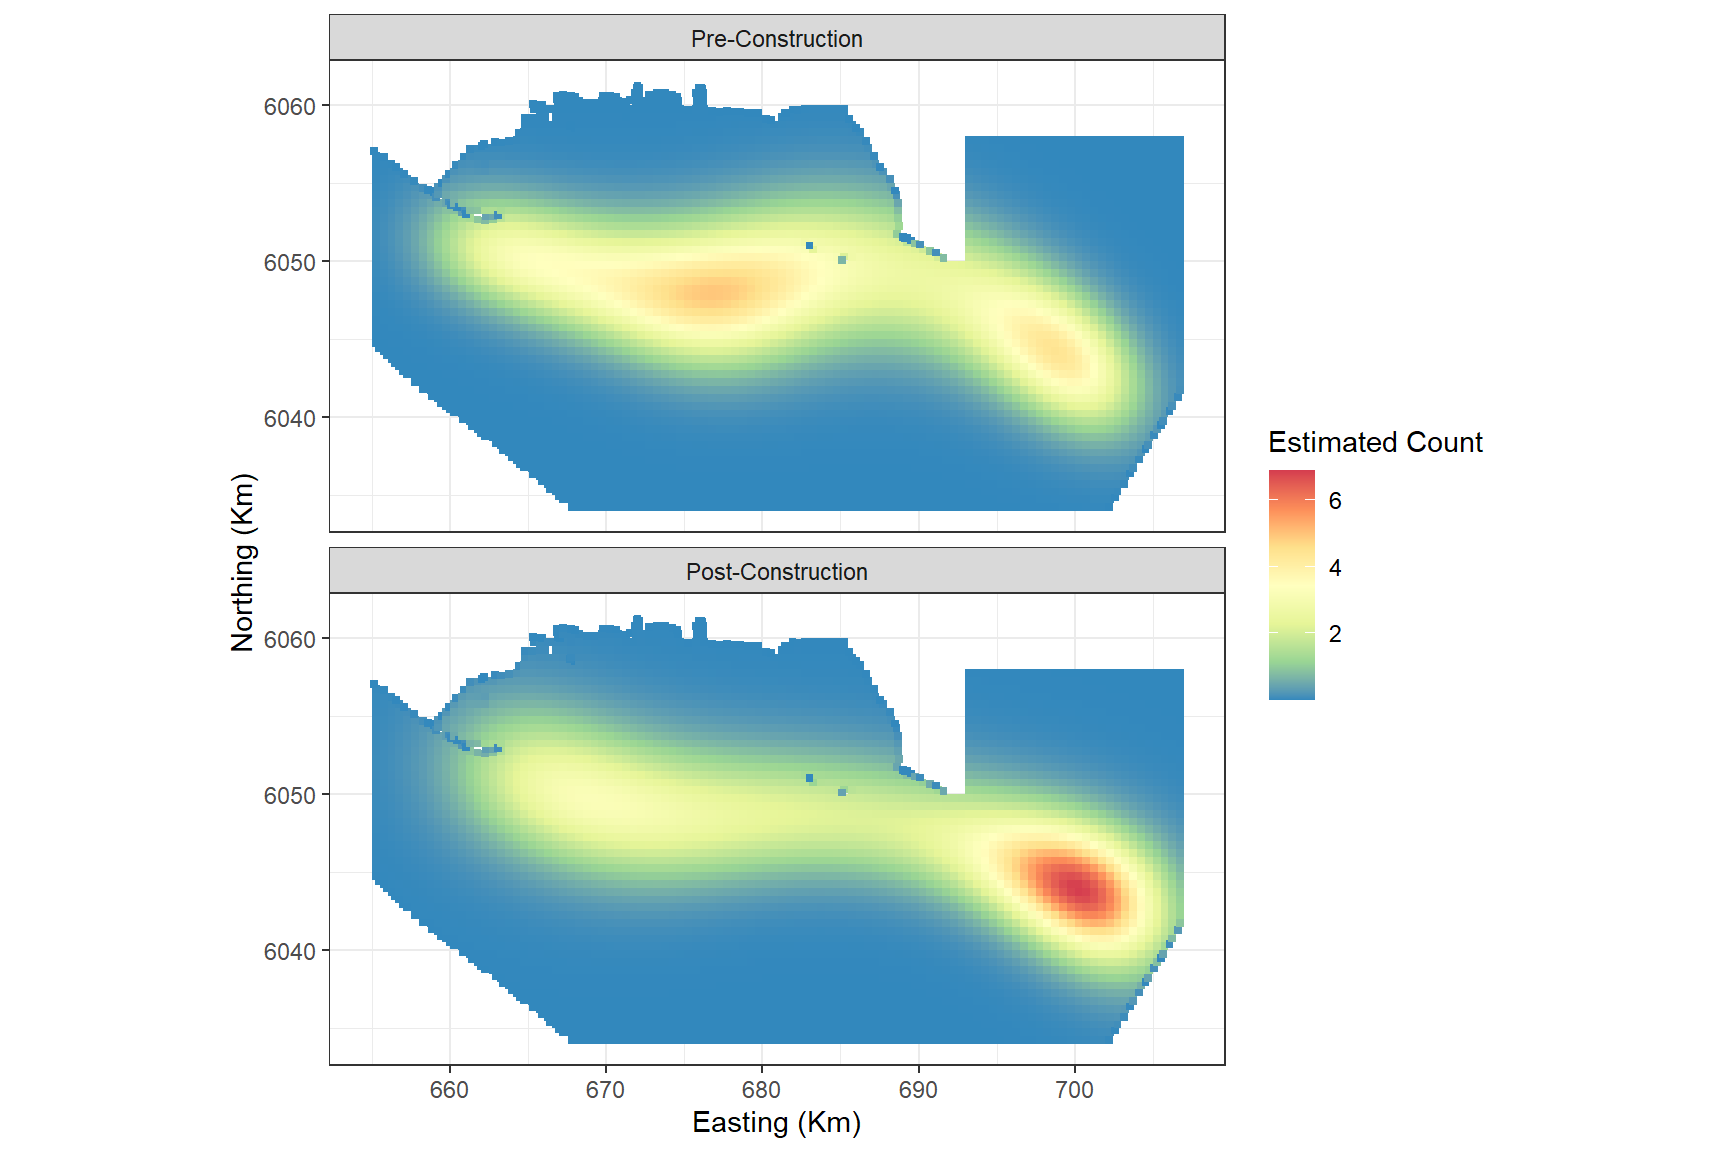 Pre-Construction
6060
6050
6040
Post-Construction
6060
6050
6040
660 670 680 690 700
Easting (Km)
Northing (Km)
Estimated Count
6
4
2